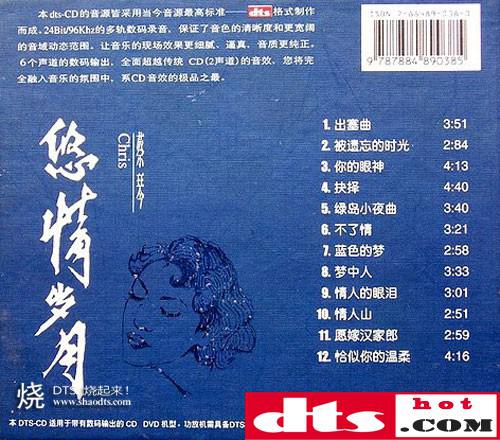 本dts-CD的音源皆采用当今音源最高标准——dts格式制作
而成。24Bit/96Khz的多轨数码录音，保证了音色的清晰度和更宽阔
的音域动态范围。让音乐的现场效果更细腻、逼真，音质更纯正。
6个声道的数码输出，全面超越传统CD(2声道)的音效，您将完
全融入音乐的氛围中，系CD音效的极品之最。
9787884890385
悠情岁月
蔡琴
Chris
1. 出塞曲 3:51
2. 被遗忘的时光 2:84
3. 你的眼神 4:13
4. 抉择 4:40
5. 绿岛小夜曲 3:40
6. 不了情 5:01
7. 蓝色的梦 2:58
8. 梦中人 3:33
9. 情人的眼泪 3:01
10. 情人山 2:51
11. 愿嫁汉家郎 2:59
12. 恰似你的温柔 4:16
烧
DTS 烧起来！
www.shaodts.com
本DTS-CD适用于带有数码输出的CD DVD机型，功放机需具备DTS
dts hot
.com